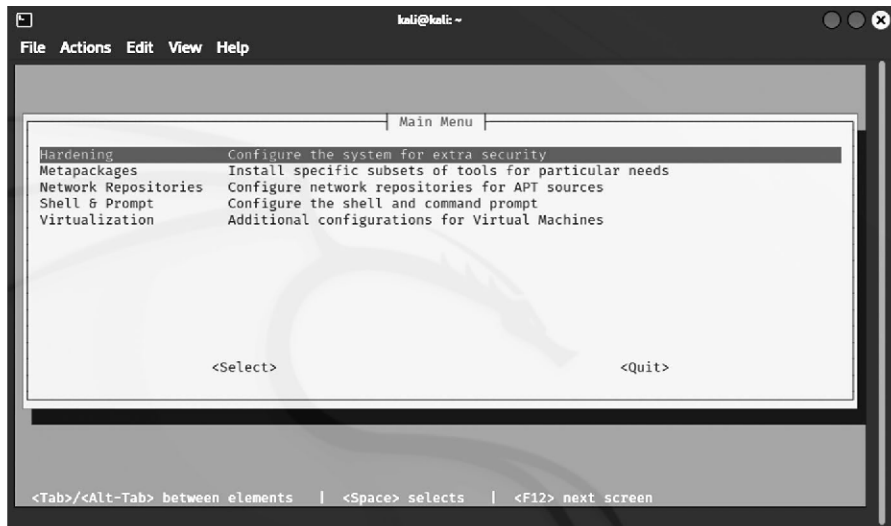 kali@kali: ~
File Actions Edit View Help
Main Menu
Hardening Configure the system for extra security
Metapackages Install specific subsets of tools for particular needs
Network Repositories Configure network repositories for APT sources
Shell & Prompt Configure the shell and command prompt
Virtualization Additional configurations for Virtual Machines
<Select> <Quit>
<Tab>/<Alt-Tab> between elements | <Space> selects | <F12> next screen